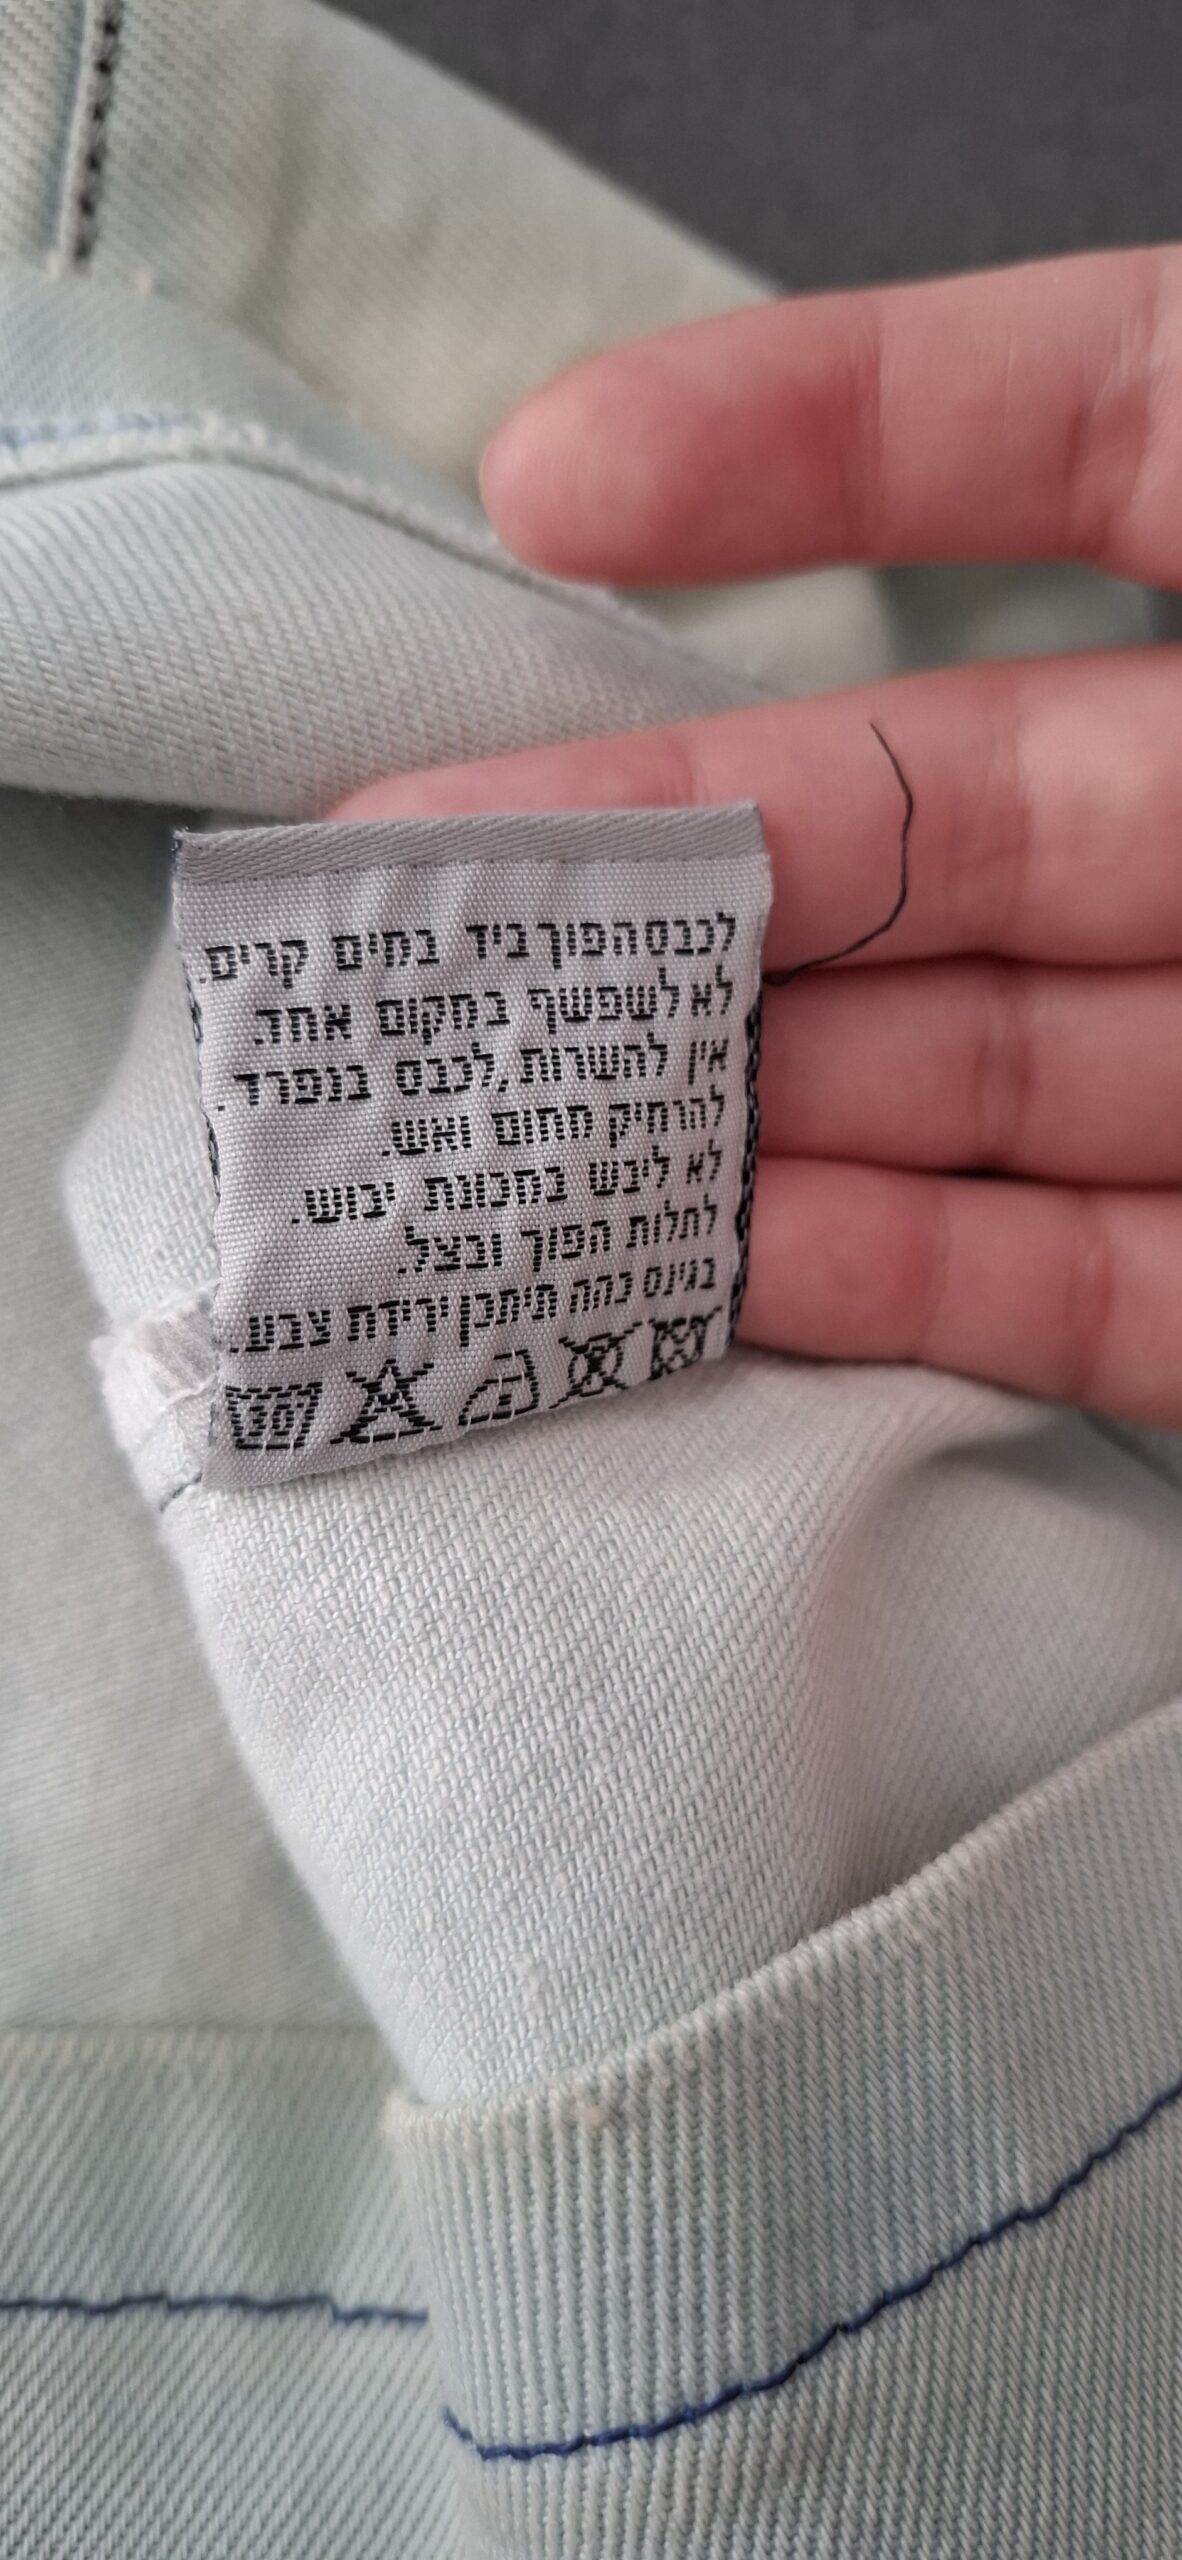 לכבס הפוך ביד במים קרים.
לא לשפשף במקום אחד.
אין להשרות, לכבס בנפרד.
להרחיק מחום ואש.
לא ליבש במכונת יבוש.
לתלות הפוך ובצל.
בגינס כהה תיתכן ירידת צבע.
30